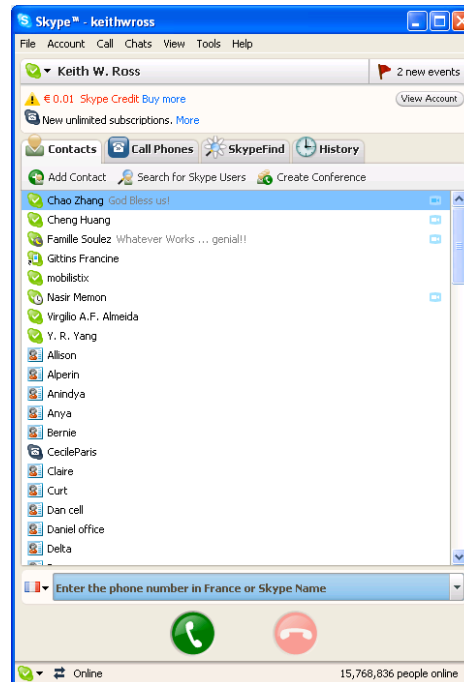 Skype™ - keithwross
File Account Call Chats View Tools Help
Keith W. Ross 2 new events
€ 0.01 Skype Credit Buy more View Account
New unlimited subscriptions. More
Contacts Call Phones SkypeFind History
Add Contact Search for Skype Users Create Conference
Chao Zhang God Bless us!
Cheng Huang
Famille Soulez Whatever Works ... genial!!
Gittins Francine
mobilistix
Nasir Memon
Virgilio A.F. Almeida
Y. R. Yang
Allison
Alperin
Anindya
Anya
Bernie
CecileParis
Claire
Curt
Dan cell
Daniel office
Delta
Enter the phone number in France or Skype Name
Online 15,768,836 people online